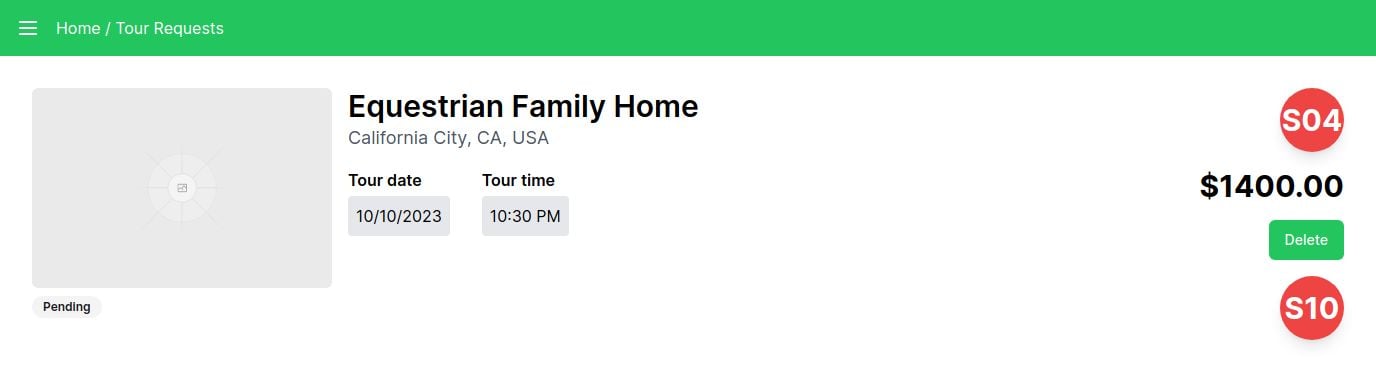 Home / Tour Requests
Equestrian Family Home
California City, CA, USA
Tour date
Tour time
10/10/2023
10:30 PM
Pending
S04
$1400.00
Delete
S10